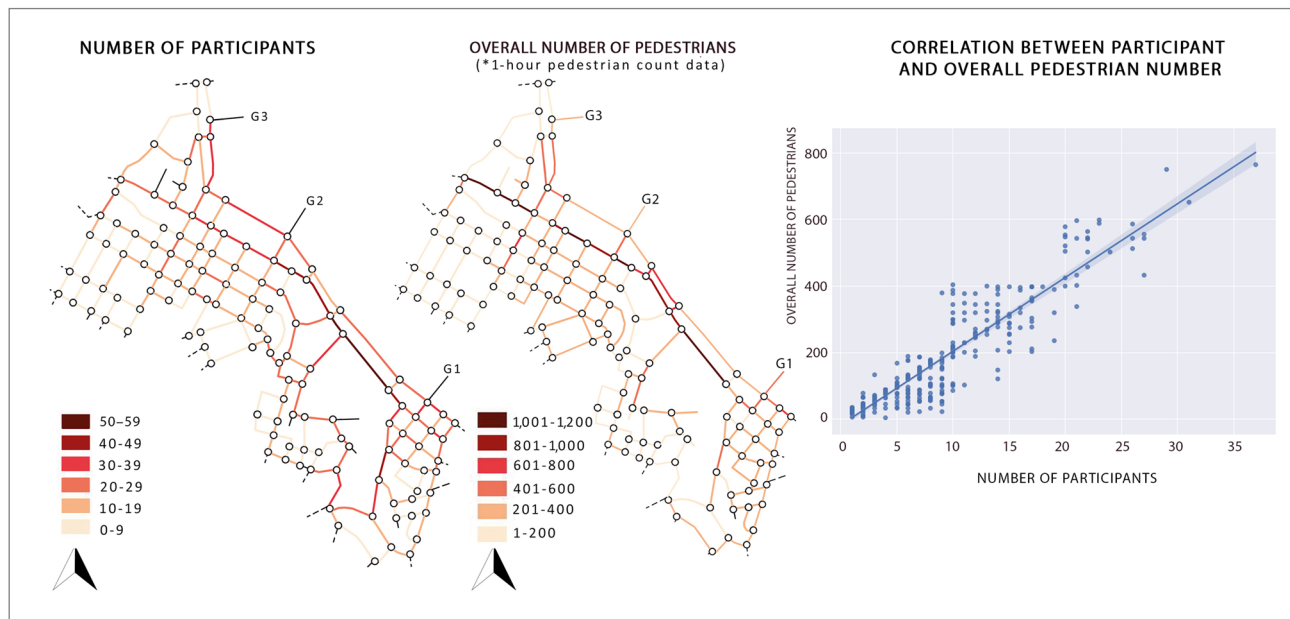 NUMBER OF PARTICIPANTS
G3
G2
G1
50–59
40-49
30-39
20-29
10-19
0-9
OVERALL NUMBER OF PEDESTRIANS
(*1-hour pedestrian count data)
G3
G2
G1
1,001-1,200
801-1,000
601-800
401-600
201-400
1-200
CORRELATION BETWEEN PARTICIPANT
AND OVERALL PEDESTRIAN NUMBER
OVERALL NUMBER OF PEDESTRIANS
800
600
400
200
0
0
5
10
15
20
25
30
35
NUMBER OF PARTICIPANTS